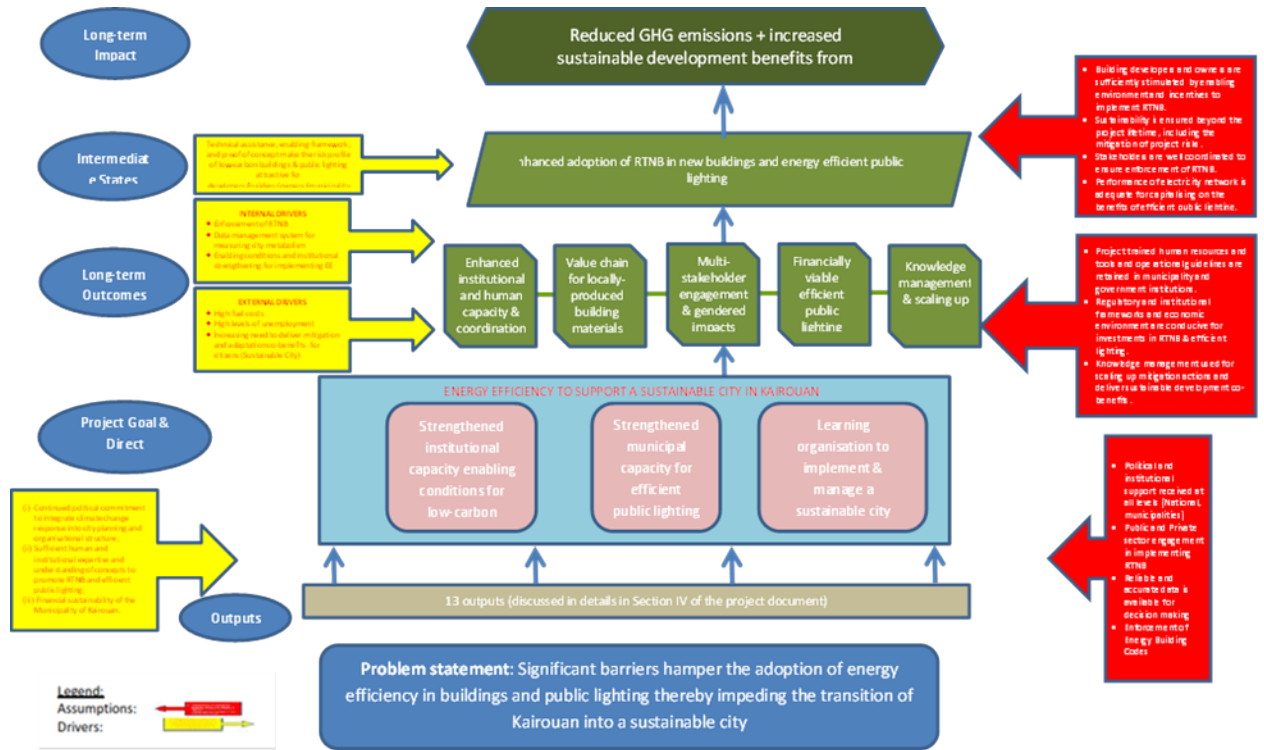 Long-term
Impact
Reduced GHG emissions + increased
sustainable development benefits from
Building developers and owners are
sufficiently stimulated by enabling
environment and incentives to
implement RTNB.
Sustainability is ensured beyond the
project lifetime, including the
mitigation of project risks.
Stakeholders are well coordinated to
ensure enforcement of RTNB.
Performance of electricity network is
adequate for capitalising on the
benefits of efficient public lighting.
Intermediat
e States
Technical assistance, enabling framework,
and proof of concept make the risk profile
of low-carbon buildings & public lighting
attractive for
nhanced adoption of RTNB in new buildings and energy efficient public
lighting
INTERNAL DRIVERS
Enforcement of RTNB
Data management system for
measuring city metabolism
Enabling conditions and institutional
strengthening for implementing EE
Long-term
Outcomes
EXTERNAL DRIVERS
High fuel costs
High levels of unemployment
Increasing need to deliver mitigation
and adaptation co-benefits for
citizens (Sustainable City)
Enhanced
institutional
and human
capacity &
coordination
Value chain
for locally-
produced
building
materials
Multi-
stakeholder
engagement
& gendered
impacts
Financially
viable
efficient
public
lighting
Knowledge
management
& scaling up
Project trained human resources and
tools and operational guidelines are
retained in municipality and
government institutions.
Regulatory and institutional
frameworks and economic
environment are conducive for
investments in RTNB & efficient
lighting.
Knowledge management used for
scaling up mitigation actions and
deliver sustainable development co-
benefits.
Project Goal &
Direct
ENERGY EFFICIENCY TO SUPPORT A SUSTAINABLE CITY IN KAIROUAN
Strengthened
institutional
capacity enabling
conditions for
low-carbon
Strengthened
municipal
capacity for
efficient
public lighting
Learning
organisation to
implement &
manage a
sustainable city
(i) Continued political commitment
to integrate climate change
response into city planning and
organisational structure;
(ii) Sufficient human and
institutional expertise and
understanding of concepts to
promote RTNB and efficient
public lighting;
(iii) Financial sustainability of the
Municipality of Kairouan.
Political and
institutional
support received at
all levels (National,
municipalities)
Public and Private
sector engagement
in implementing
RTNB
Reliable and
accurate data is
available for
decision making
Enforcement of
Energy Building
Codes
Outputs
13 outputs (discussed in details in Section IV of the project document)
Problem statement: Significant barriers hamper the adoption of energy
efficiency in buildings and public lighting thereby impeding the transition of
Kairouan into a sustainable city
Legend:
Assumptions:
Drivers: